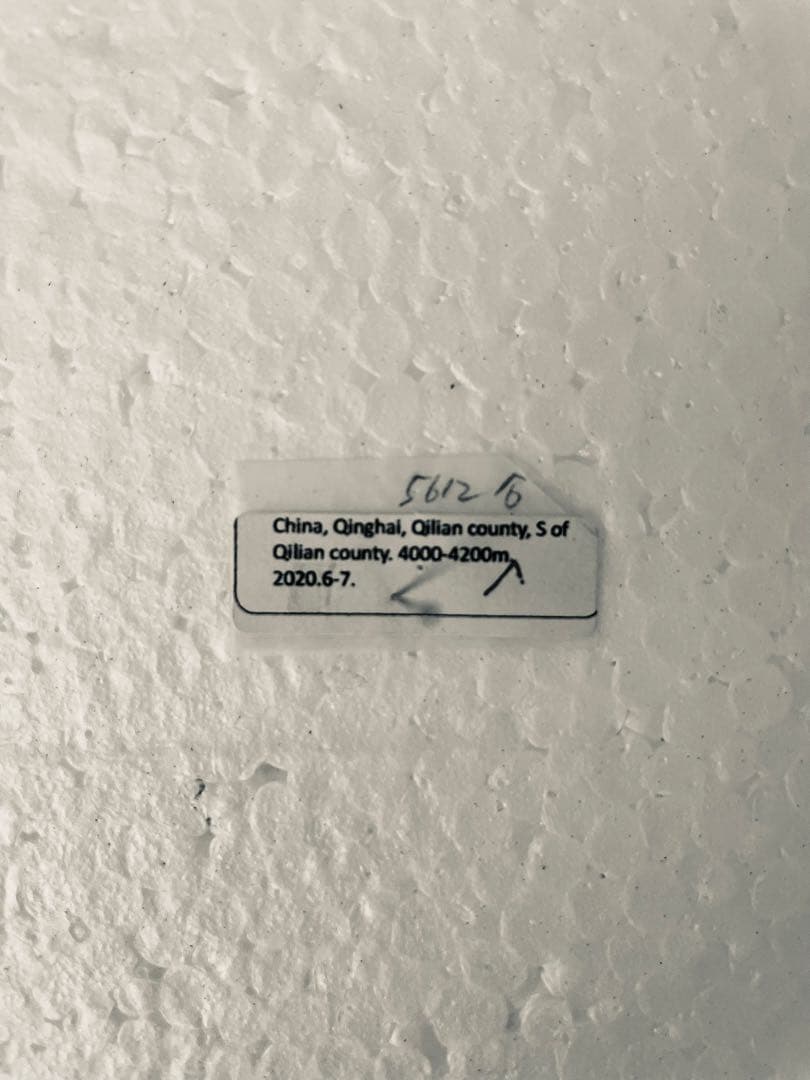 5612
China, Qinghai, Qilian county, S of
Qilian county. 4000-4200m,
2020.6-7.